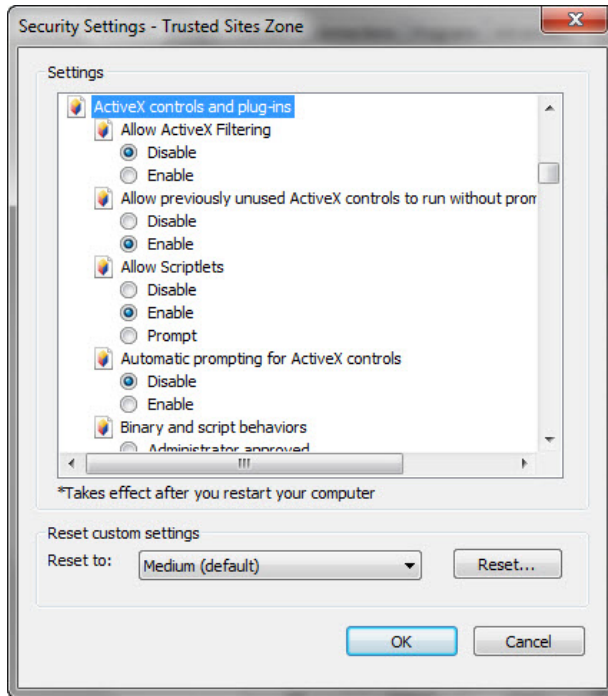 Security Settings - Trusted Sites Zone
Settings
ActiveX controls and plug-ins
Allow ActiveX Filtering
Disable
Enable
Allow previously unused ActiveX controls to run without prom
Disable
Enable
Allow Scriptlets
Disable
Enable
Prompt
Automatic prompting for ActiveX controls
Disable
Enable
Binary and script behaviors
Administrator approved
*Takes effect after you restart your computer
Reset custom settings
Reset to: Medium (default) Reset...
OK Cancel